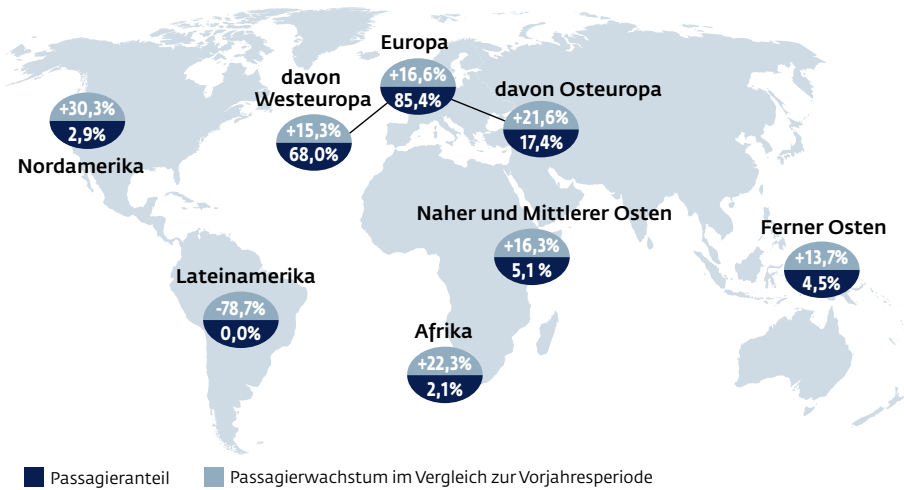 Europa
+16,6%
85,4%
davon
Westeuropa
+15,3%
68,0%
davon Osteuropa
+21,6%
17,4%
+30,3%
2,9%
Nordamerika
Naher und Mittlerer Osten
+16,3%
5,1 %
Ferner Osten
+13,7%
4,5%
Lateinamerika
-78,7%
0,0%
Afrika
+22,3%
2,1%
Passagieranteil
Passagierwachstum im Vergleich zur Vorjahresperiode